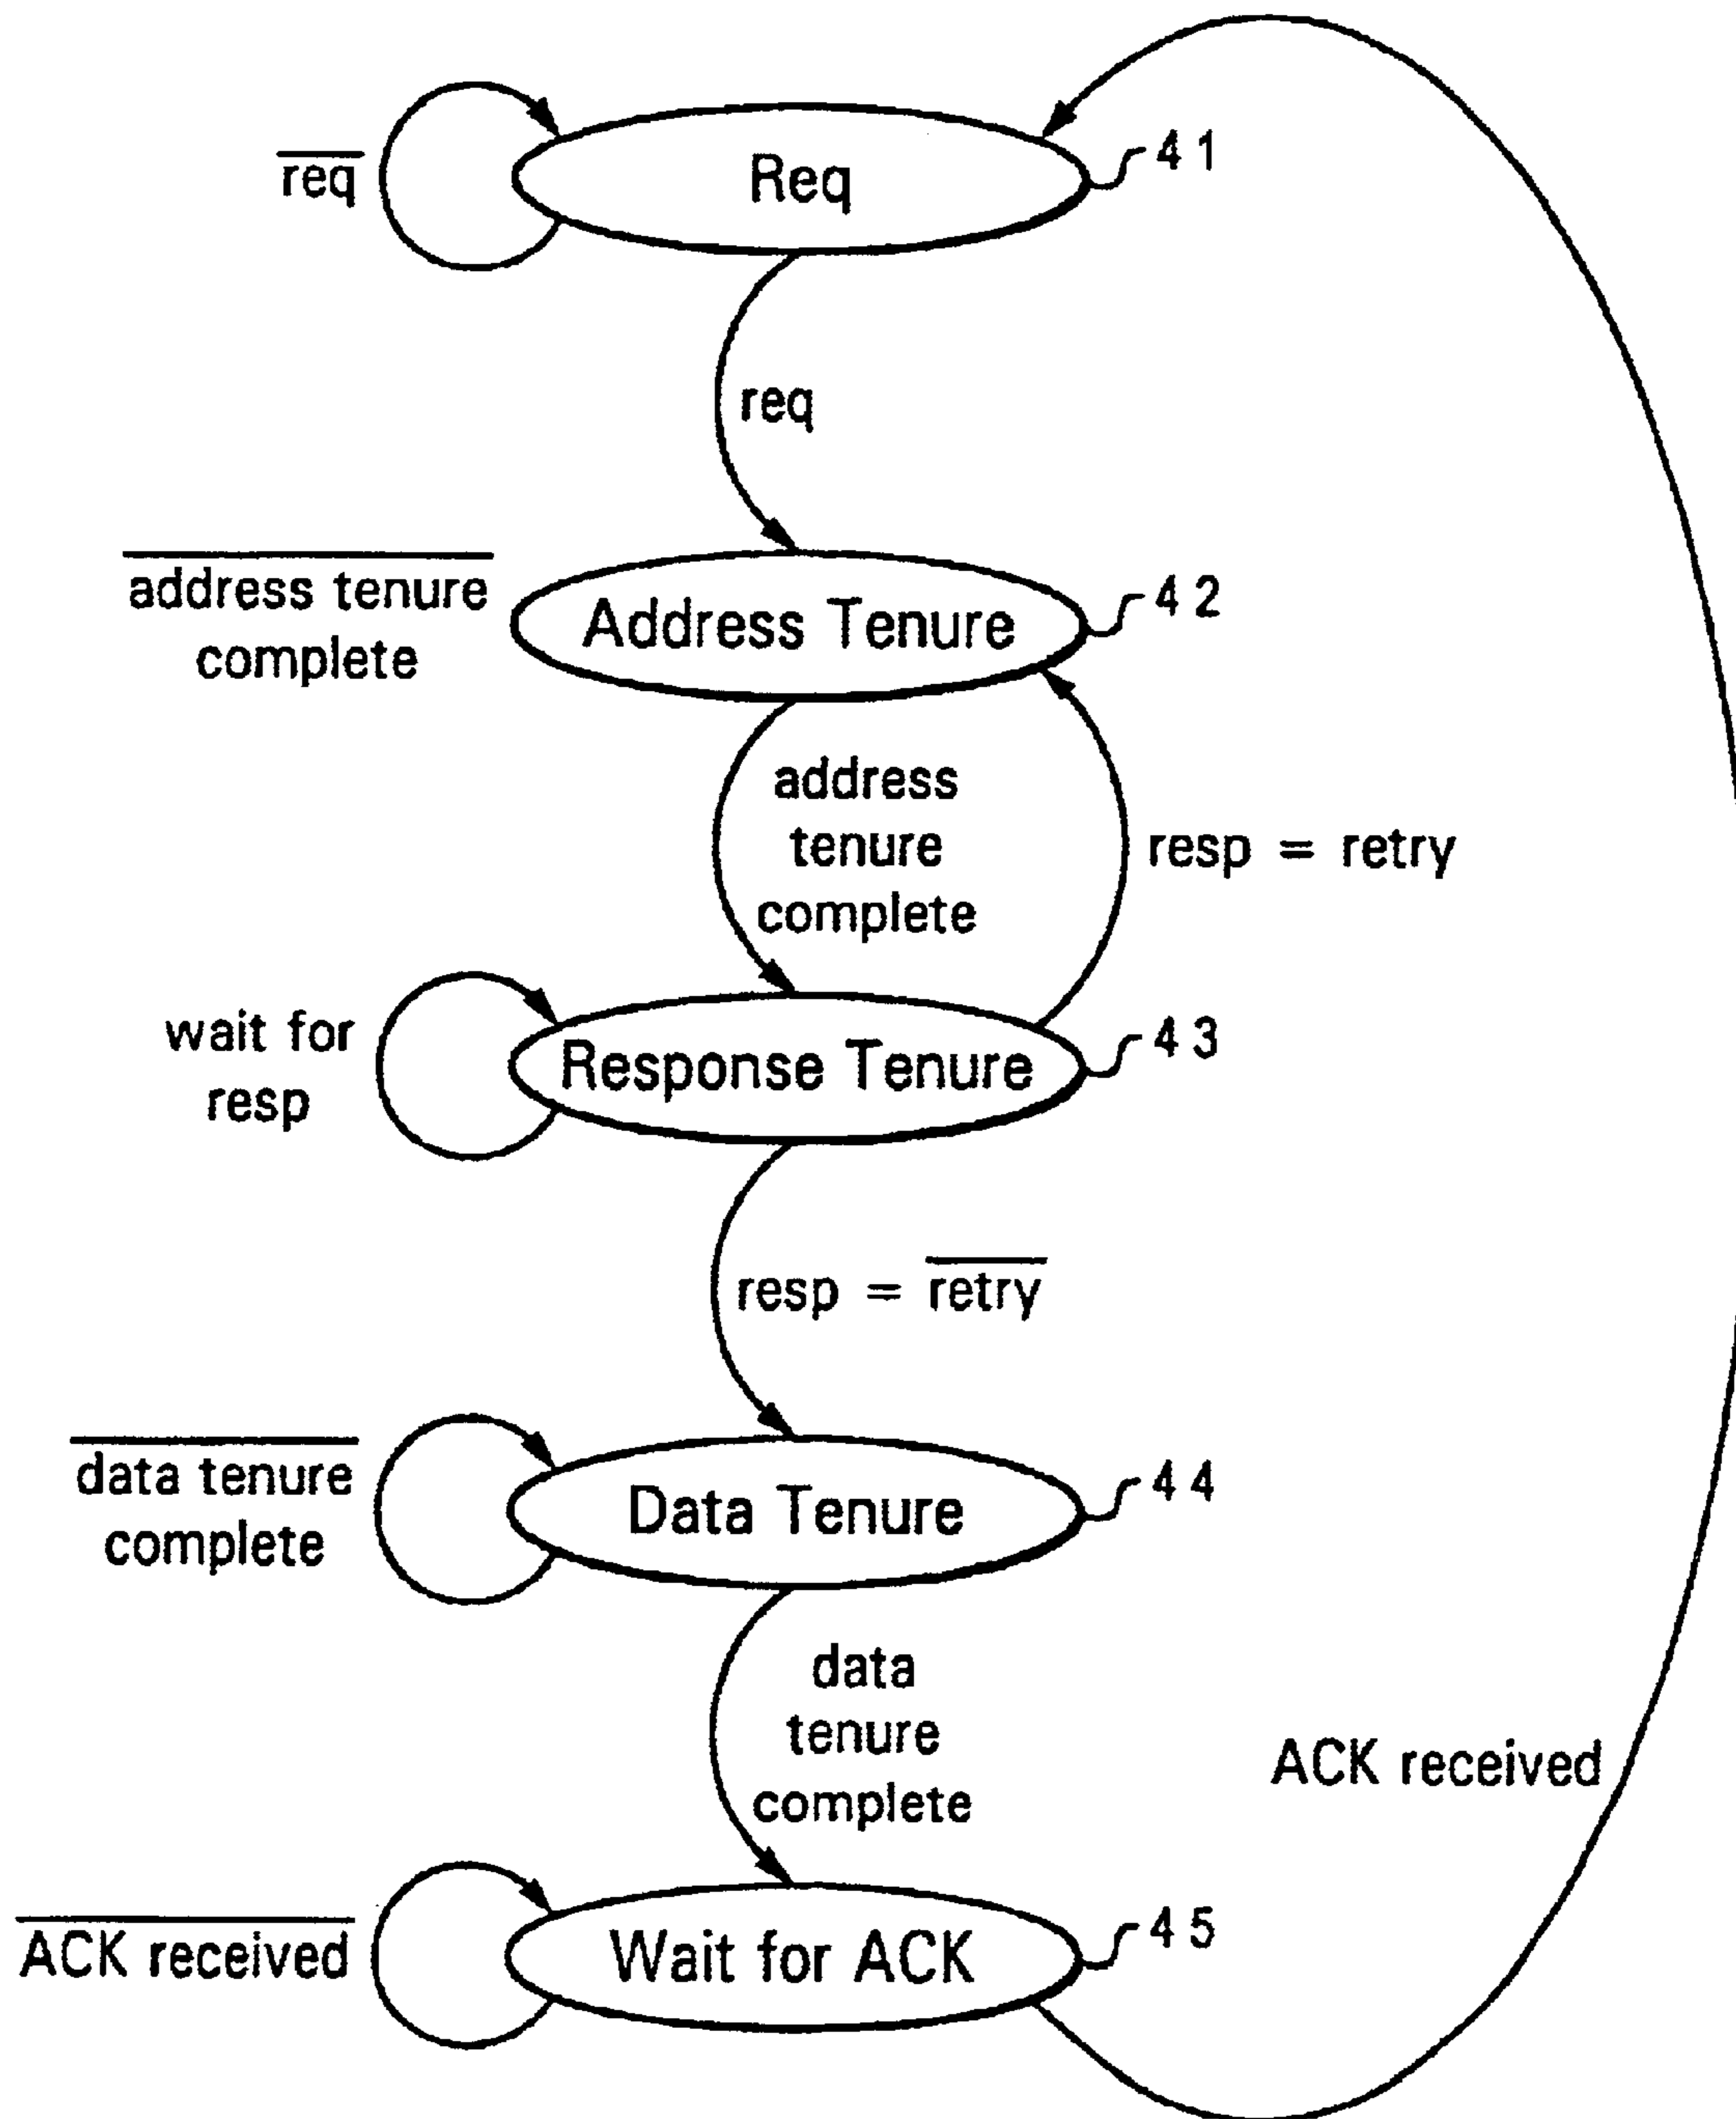 req
Req
41
req
address tenure
complete
Address Tenure
42
address
tenure
complete
resp = retry
wait for
resp
Response Tenure
43
resp = retry
data tenure
complete
Data Tenure
44
data
tenure
complete
ACK received
ACK received
Wait for ACK
45